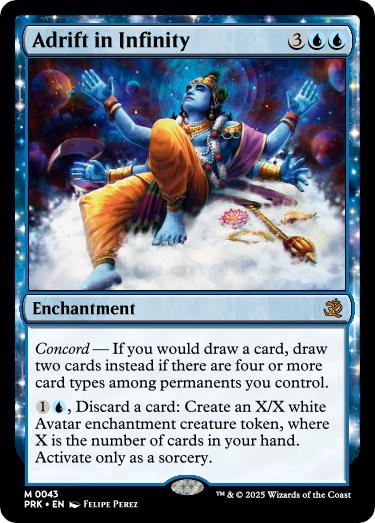 Adrift in Infinity 3
Enchantment
Concord — If you would draw a card, draw
two cards instead if there are four or more
card types among permanents you control.
1, Discard a card: Create an X/X white
Avatar enchantment creature token, where
X is the number of cards in your hand.
Activate only as a sorcery.
M 0043
PRK • EN Felipe Perez
™ & © 2025 Wizards of the Coast